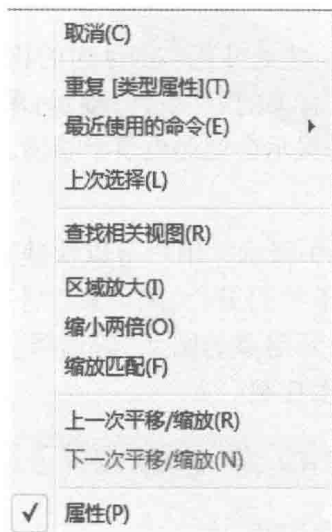 取消(C)
重复 [类型属性](T)
最近使用的命令(E)
上次选择(L)
查找相关视图(R)
区域放大(I)
缩小两倍(O)
缩放匹配(F)
上一次平移/缩放(R)
下一次平移/缩放(N)
✓ 属性(P)